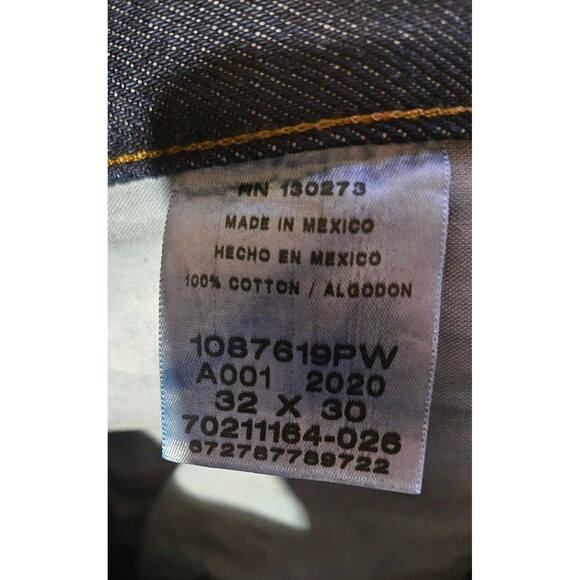 RN 130273
MADE IN MEXICO
HECHO EN MEXICO
100% COTTON / ALGODON
1087619PW
A001 2020
32 X 30
70211164-026
672787789722